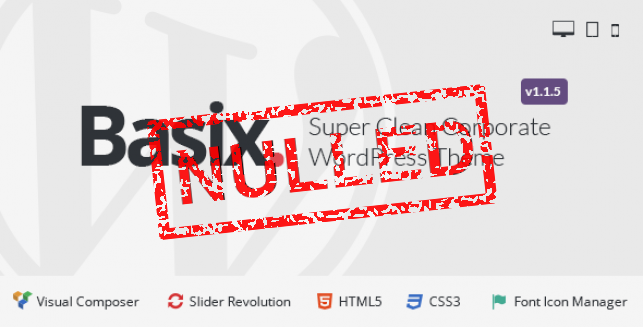 v1.1.5
Basix.
Super Clean Corporate
WordPress Theme
NULLED
Visual Composer
Slider Revolution
HTML5
CSS3
Font Icon Manager